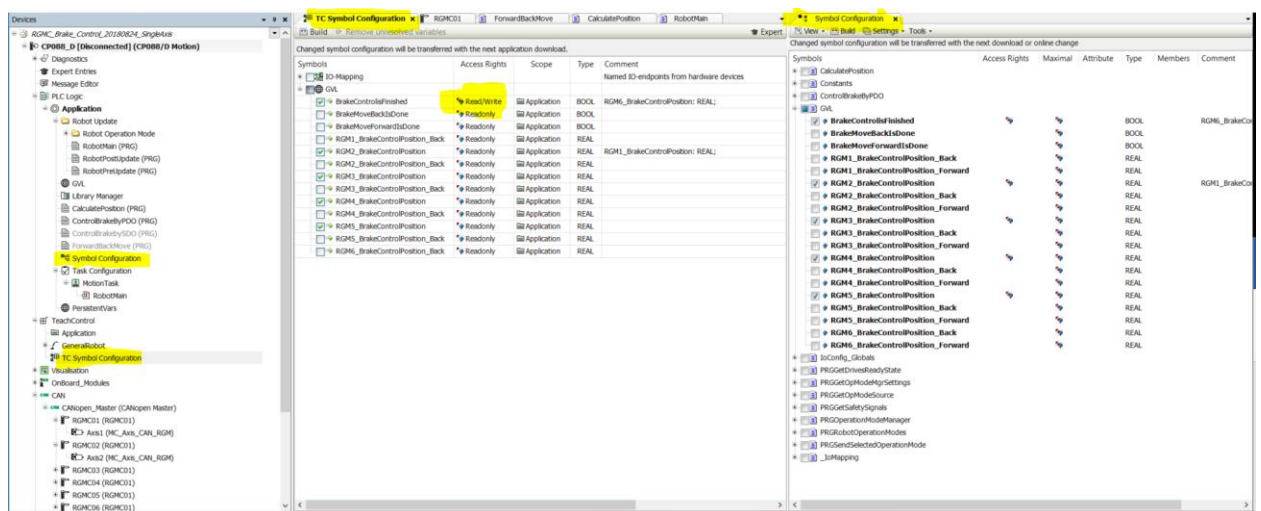 Devices
RGMC_Brake_Control_20180824_SingleAxis
CP088_D [Disconnected] (CP088/D Motion)
Diagnostics
Expert Entries
Message Editor
PLC Logic
Application
Robot Update
Robot Operation Mode
RobotMain (PRG)
RobotPostUpdate (PRG)
RobotPreUpdate (PRG)
GVL
Library Manager
CalculatePosition (PRG)
ControlBrakeByPDO (PRG)
ControlBrakebySDO (PRG)
ForwardBackMove (PRG)
Symbol Configuration
Task Configuration
MotionTask
RobotMain
PersistentVars
TeachControl
Application
GeneralRobot
TC Symbol Configuration
Visualisation
OnBoard_Modules
CAN
CANopen_Master (CANopen Master)
RGMC01 (RGMC01)
Axis1 (MC_Axis_CAN_RGM)
RGMC02 (RGMC01)
Axis2 (MC_Axis_CAN_RGM)
RGMC03 (RGMC01)
RGMC04 (RGMC01)
RGMC05 (RGMC01)
RGMC06 (RGMC01)
TC Symbol Configuration x RGMC01 ForwardBackMove CalculatePosition RobotMain
Build Remove unresolved variables Expert
Changed symbol configuration will be transferred with the next application download.
Symbols Access Rights Scope Type Comment
IO-Mapping Named IO-endpoints from hardware devices
GVL
BrakeControlisFinished Read/Write Application BOOL RGM6_BrakeControlPosition: REAL;
BrakeMoveBackIsDone Readonly Application BOOL
BrakeMoveForwardIsDone Readonly Application BOOL
RGM1_BrakeControlPosition_Back Readonly Application REAL
RGM2_BrakeControlPosition Readonly Application REAL RGM1_BrakeControlPosition: REAL;
RGM2_BrakeControlPosition_Back Readonly Application REAL
RGM3_BrakeControlPosition Readonly Application REAL
RGM3_BrakeControlPosition_Back Readonly Application REAL
RGM4_BrakeControlPosition Readonly Application REAL
RGM4_BrakeControlPosition_Back Readonly Application REAL
RGM5_BrakeControlPosition Readonly Application REAL
RGM5_BrakeControlPosition_Back Readonly Application REAL
RGM6_BrakeControlPosition_Back Readonly Application REAL
Symbol Configuration x
View Build Settings Tools
Changed symbol configuration will be transferred with the next download or online change
Symbols Access Rights Maximal Attribute Type Members Comment
CalculatePosition
Constants
ControlBrakeByPDO
GVL
BrakeControlisFinished BOOL RGM6_BrakeCon
BrakeMoveBackIsDone BOOL
BrakeMoveForwardIsDone BOOL
RGM1_BrakeControlPosition_Back REAL
RGM1_BrakeControlPosition_Forward REAL
RGM2_BrakeControlPosition REAL RGM1_BrakeCon
RGM2_BrakeControlPosition_Back REAL
RGM2_BrakeControlPosition_Forward REAL
RGM3_BrakeControlPosition REAL
RGM3_BrakeControlPosition_Back REAL
RGM3_BrakeControlPosition_Forward REAL
RGM4_BrakeControlPosition REAL
RGM4_BrakeControlPosition_Back REAL
RGM4_BrakeControlPosition_Forward REAL
RGM5_BrakeControlPosition REAL
RGM5_BrakeControlPosition_Back REAL
RGM5_BrakeControlPosition_Forward REAL
RGM6_BrakeControlPosition_Back REAL
RGM6_BrakeControlPosition_Forward REAL
IoConfig_Globals
PRGGetDrivesReadyState
PRGGetOpModeMgrSettings
PRGGetOpModeSource
PRGGetSafetySignals
PRGOperationModeManager
PRGRobotOperationModes
PRGSendSelectedOperationMode
_IoMapping